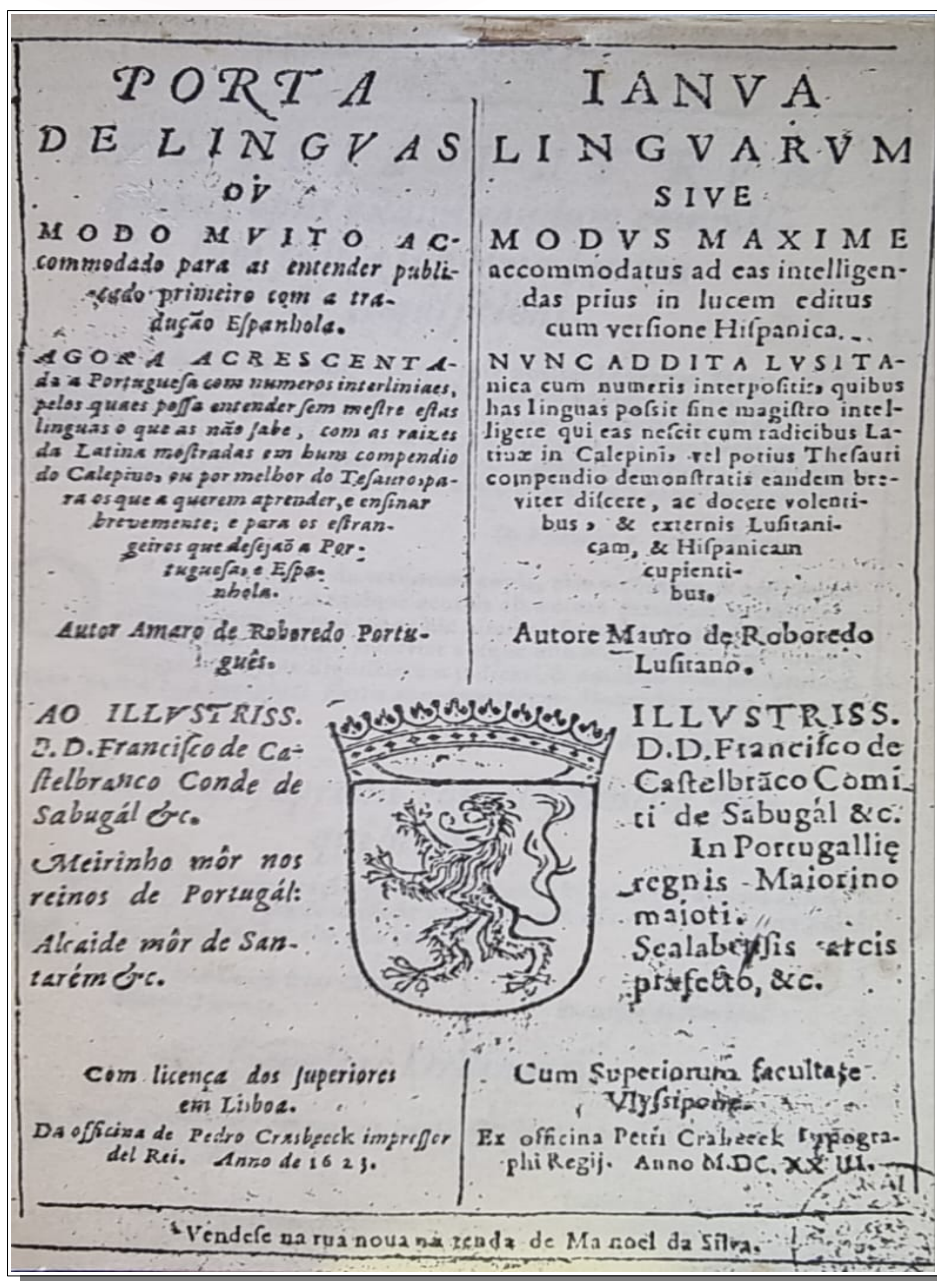 PORTA
DE LINGVAS
OV
MODO MVITO AC-
commodado para as entender publi-
cado primeiro com a tra-
dução Eſpanhola.
AGORA ACRESCENTA-
da a Portugueſa com numeros interliniaes,
pelos quaes poſſa entender ſem meſtre eſtas
linguas o que as não ſabe, com as raizes
da Latina moſtradas em hum compendio
do Calepino, ou por melhor do Teſauro, pa-
ra os que a querem aprender, e enſinar
brevemente; e para os eſtran-
geiros que deſejaõ a Por-
tugueſa, e Eſpa-
nhola.
Autor Amaro de Roboredo Portu-
guês.
IANVA
LINGVARVM
SIVE
MODVS MAXIME
accommodatus ad eas intelligen-
das prius in lucem editus
cum verſione Hiſpanica.
NVNC ADDITA LVSITA-
nica cum numeris interpoſitis, quibus
has linguas poſſit ſine magiſtro intel-
ligere qui eas neſcit cum radicibus La-
tinæ in Calepini, vel potius Theſauri
compendio demonſtratis eandem bre-
viter diſcere, ac docere volenti-
bus, & externis Luſitani-
cam, & Hiſpanicam
cupienti-
bus.
Autore Mauro de Roboredo
Luſitano.
AO ILLVSTRISS.
D.D.Franciſco de Ca-
ſtelbranco Conde de
Sabugál &c.
Meirinho môr nos
reinos de Portugál:
Alcaide môr de San-
tarém &c.
ILLVSTRISS.
D.D.Franciſco de
Caſtelbrãco Comi
ti de Sabugál &c.
In Portugallię
regnis Maiorino
maiori.
Scalabẽſis arcis
præfecto, &c.
Com licença dos ſuperiores
em Lisboa.
Da officina de Pedro Crasbeeck impreſſor
del Rei. Anno de 1623.
Cum Superiorum facultate
Vlyſsipone.
Ex officina Petri Crabeeck Typogra-
phi Regij. Anno M.DC.XXIII.
Vendeſe na rua noua na tenda de Manoel da Silva.